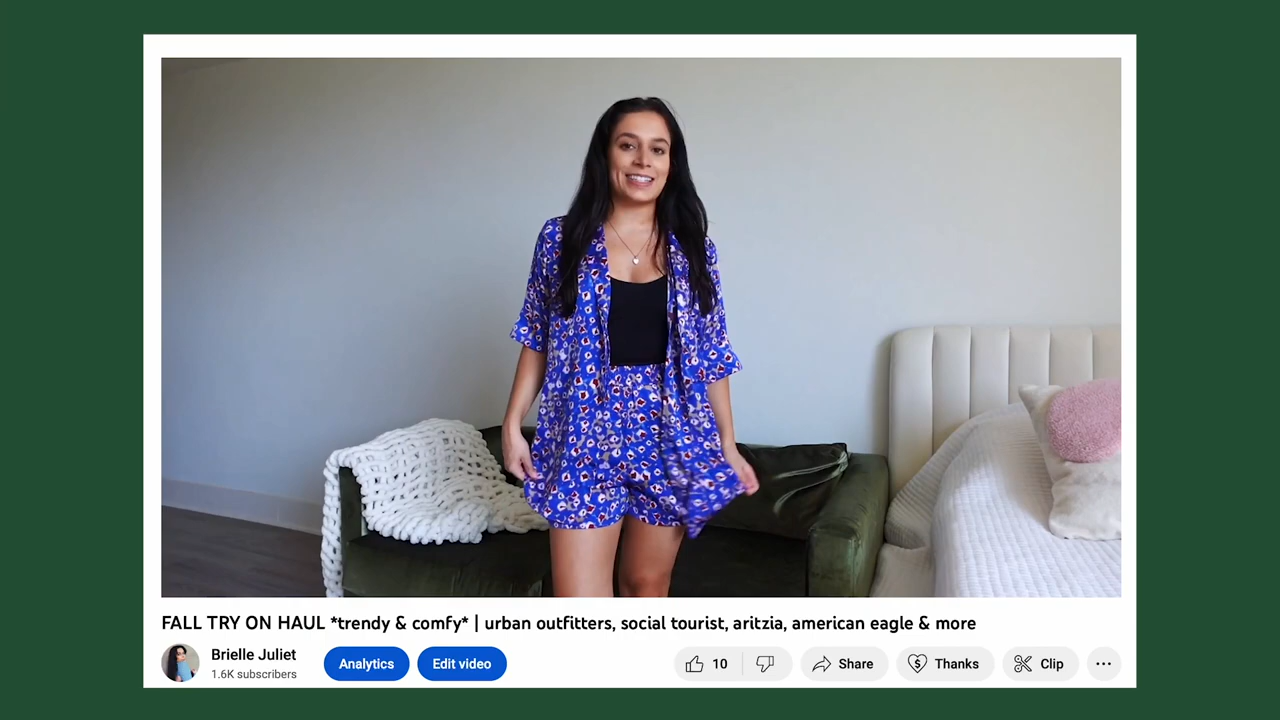 FALL TRY ON HAUL *trendy & comfy* | urban outfitters, social tourist, aritzia, american eagle & more
Brielle Juliet
1.6K subscribers
Analytics
Edit video
10
Share
Thanks
Clip